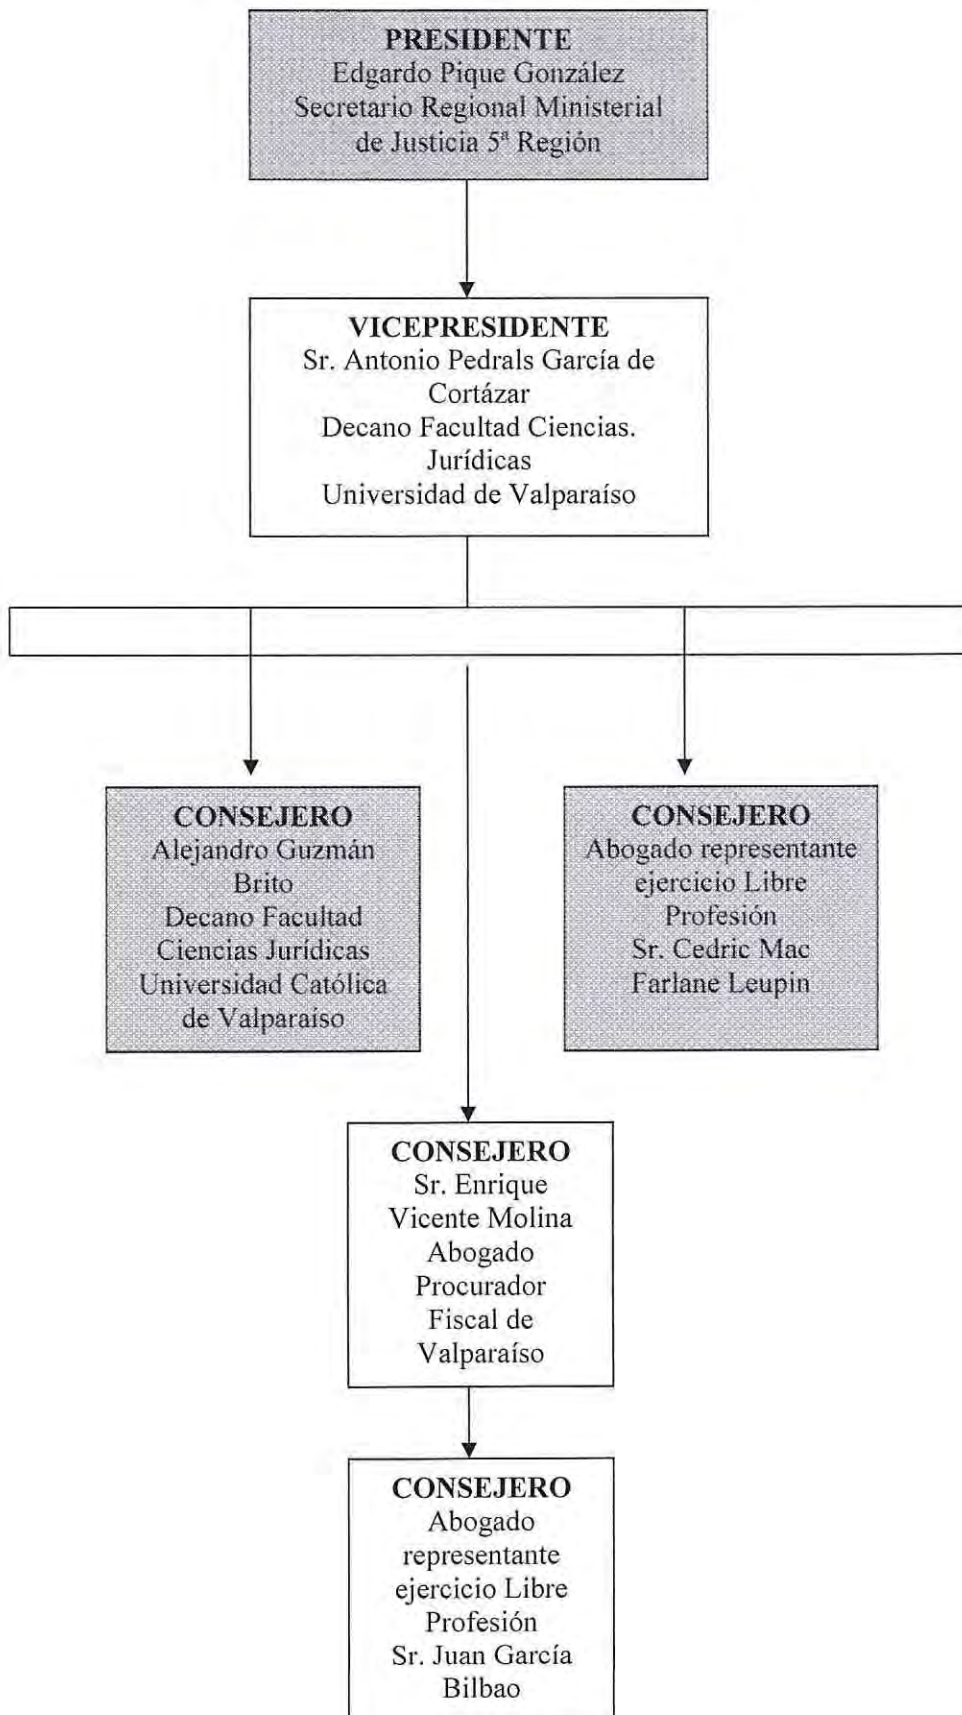 PRESIDENTE
Edgardo Pique González
Secretario Regional Ministerial
de Justicia 5ª Región
VICEPRESIDENTE
Sr. Antonio Pedrals García de
Cortázar
Decano Facultad Ciencias.
Jurídicas
Universidad de Valparaíso
CONSEJERO
Alejandro Guzmán
Brito
Decano Facultad
Ciencias Jurídicas
Universidad Católica
de Valparaíso
CONSEJERO
Abogado representante
ejercicio Libre
Profesión
Sr. Cedric Mac
Farlane Leupin
CONSEJERO
Sr. Enrique
Vicente Molina
Abogado
Procurador
Fiscal de
Valparaíso
CONSEJERO
Abogado
representante
ejercicio Libre
Profesión
Sr. Juan García
Bilbao